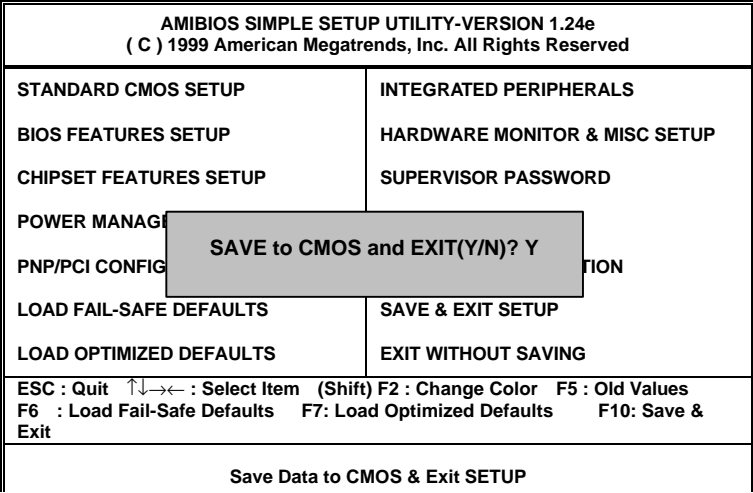 AMIBIOS SIMPLE SETUP UTILITY-VERSION 1.24e
( C ) 1999 American Megatrends, Inc. All Rights Reserved
STANDARD CMOS SETUP
BIOS FEATURES SETUP
CHIPSET FEATURES SETUP
POWER MANAG
PNP/PCI CONFIG
LOAD FAIL-SAFE DEFAULTS
LOAD OPTIMIZED DEFAULTS
INTEGRATED PERIPHERALS
HARDWARE MONITOR & MISC SETUP
SUPERVISOR PASSWORD
TION
SAVE & EXIT SETUP
EXIT WITHOUT SAVING
SAVE to CMOS and EXIT(Y/N)? Y
ESC : Quit ↑↓→← : Select Item (Shift) F2 : Change Color F5 : Old Values
F6 : Load Fail-Safe Defaults F7: Load Optimized Defaults F10: Save &
Exit
Save Data to CMOS & Exit SETUP